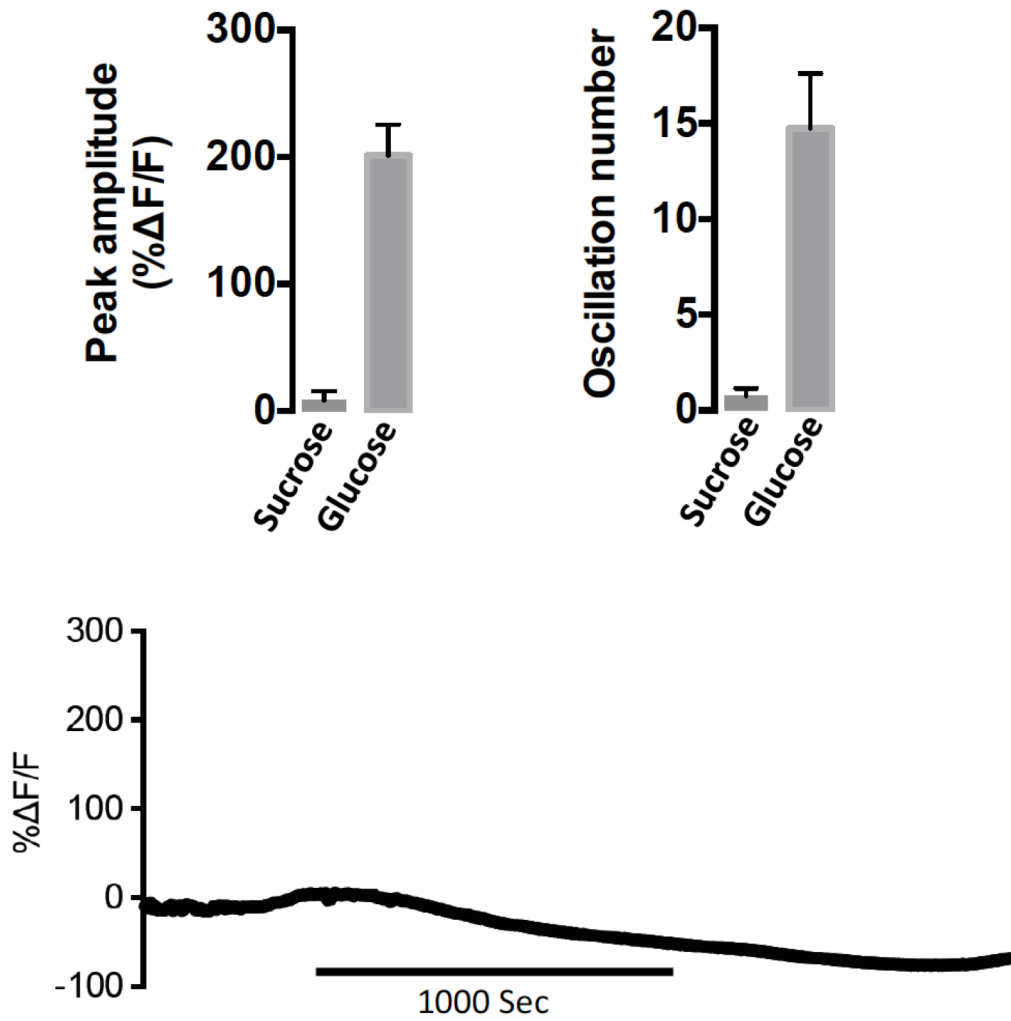 Peak amplitude
(%ΔF/F)
300
200
100
0
Sucrose
Glucose
Oscillation number
20
15
10
5
0
Sucrose
Glucose
%ΔF/F
300
200
100
0
-100
1000 Sec